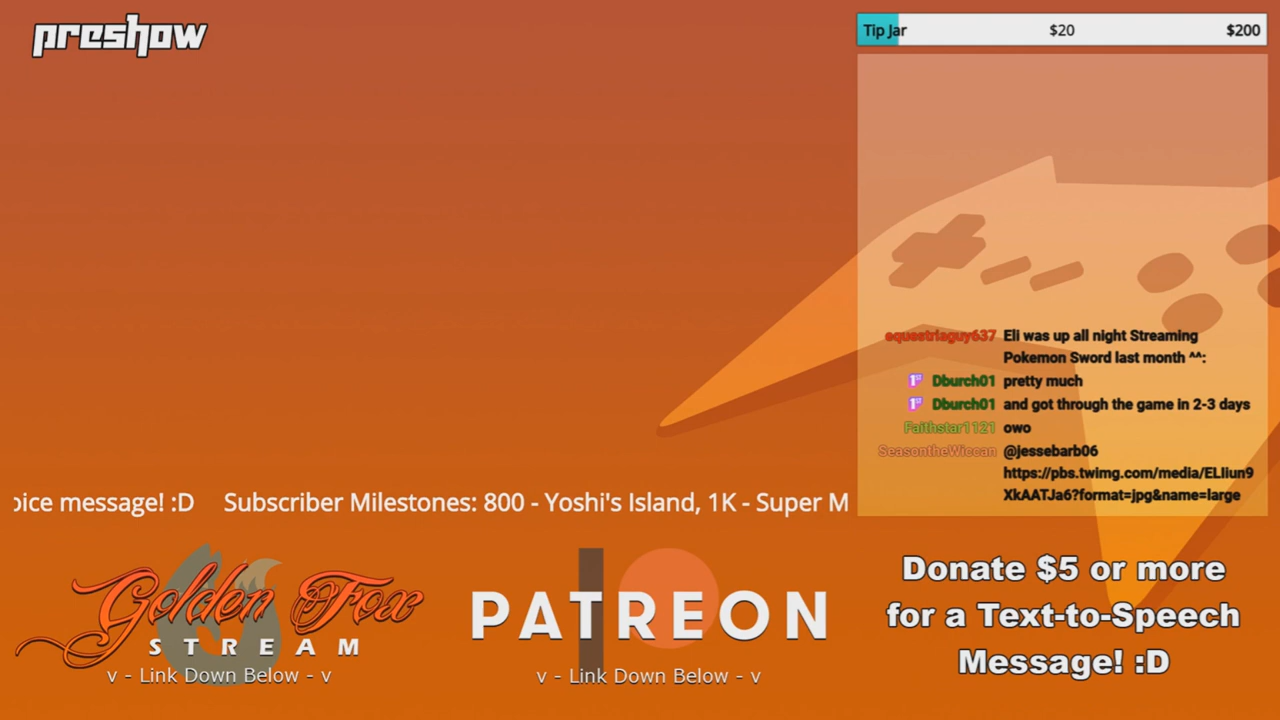 preshow
Tip Jar $20 $200
equestriaguy637 Eli was up all night Streaming
Pokemon Sword last month ^^:
Dburch01 pretty much
Dburch01 and got through the game in 2-3 days
Faithstar1121 owo
SeasontheWiccan @jessebarb06
https://pbs.twimg.com/media/ELIiun9
XkAATJa6?format=jpg&name=large
oice message! :D Subscriber Milestones: 800 - Yoshi's Island, 1K - Super M
Golden Fox
STREAM
v - Link Down Below - v
PATREON
v - Link Down Below - v
Donate $5 or more
for a Text-to-Speech
Message! :D